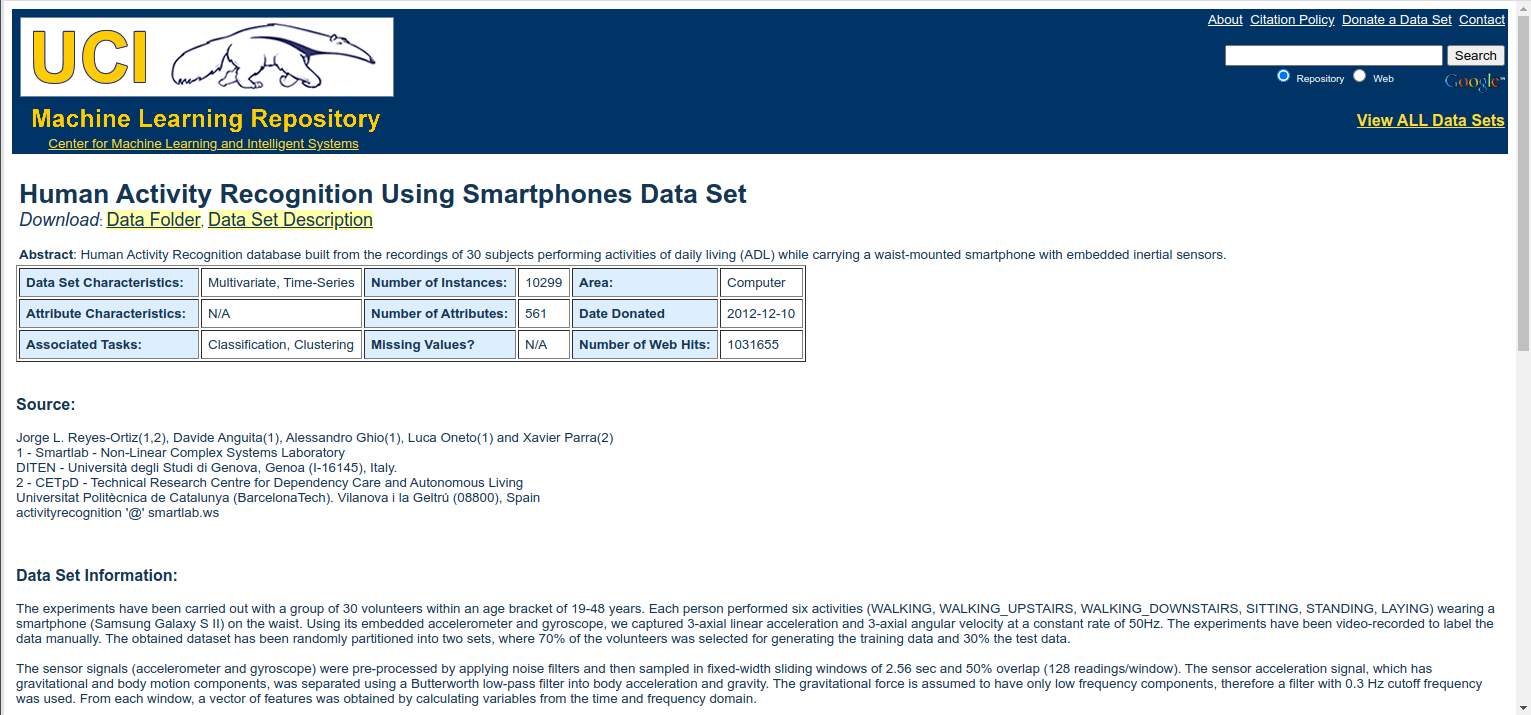 About Citation Policy Donate a Data Set Contact
UCI
Search
Repository Web Google™
Machine Learning Repository
View ALL Data Sets
Center for Machine Learning and Intelligent Systems
Human Activity Recognition Using Smartphones Data Set
Download: Data Folder, Data Set Description
Abstract: Human Activity Recognition database built from the recordings of 30 subjects performing activities of daily living (ADL) while carrying a waist-mounted smartphone with embedded inertial sensors.
Data Set Characteristics: Multivariate, Time-Series Number of Instances: 10299 Area: Computer
Attribute Characteristics: N/A Number of Attributes: 561 Date Donated 2012-12-10
Associated Tasks: Classification, Clustering Missing Values? N/A Number of Web Hits: 1031655
Source:
Jorge L. Reyes-Ortiz(1,2), Davide Anguita(1), Alessandro Ghio(1), Luca Oneto(1) and Xavier Parra(2)
1 - Smartlab - Non-Linear Complex Systems Laboratory
DITEN - Università degli Studi di Genova, Genoa (I-16145), Italy.
2 - CETpD - Technical Research Centre for Dependency Care and Autonomous Living
Universitat Politècnica de Catalunya (BarcelonaTech). Vilanova i la Geltrú (08800), Spain
activityrecognition '@' smartlab.ws
Data Set Information:
The experiments have been carried out with a group of 30 volunteers within an age bracket of 19-48 years. Each person performed six activities (WALKING, WALKING_UPSTAIRS, WALKING_DOWNSTAIRS, SITTING, STANDING, LAYING) wearing a
smartphone (Samsung Galaxy S II) on the waist. Using its embedded accelerometer and gyroscope, we captured 3-axial linear acceleration and 3-axial angular velocity at a constant rate of 50Hz. The experiments have been video-recorded to label the
data manually. The obtained dataset has been randomly partitioned into two sets, where 70% of the volunteers was selected for generating the training data and 30% the test data.
The sensor signals (accelerometer and gyroscope) were pre-processed by applying noise filters and then sampled in fixed-width sliding windows of 2.56 sec and 50% overlap (128 readings/window). The sensor acceleration signal, which has
gravitational and body motion components, was separated using a Butterworth low-pass filter into body acceleration and gravity. The gravitational force is assumed to have only low frequency components, therefore a filter with 0.3 Hz cutoff frequency
was used. From each window, a vector of features was obtained by calculating variables from the time and frequency domain.